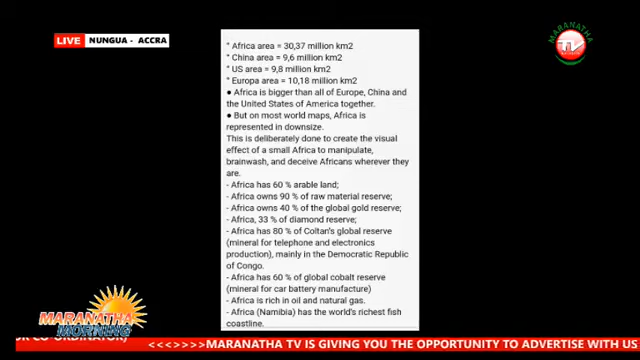 LIVE NUNGUA - ACCRA
MARANATHA
TV
* Africa area = 30,37 million km2
* China area = 9,6 million km2
* US area = 9,8 million km2
* Europa area = 10,18 million km2
● Africa is bigger than all of Europe, China and
the United States of America together.
● But on most world maps, Africa is
represented in downsize.
This is deliberately done to create the visual
effect of a small Africa to manipulate,
brainwash, and deceive Africans wherever they
are.
- Africa has 60 % arable land;
- Africa owns 90 % of raw material reserve;
- Africa owns 40 % of the global gold reserve;
- Africa, 33 % of diamond reserve;
- Africa has 80 % of Coltan's global reserve
(mineral for telephone and electronics
production), mainly in the Democratic Republic
of Congo.
- Africa has 60 % of global cobalt reserve
(mineral for car battery manufacture)
- Africa is rich in oil and natural gas.
- Africa (Namibia) has the world's richest fish
coastline.
MARANATHA
MORNING
OR CO-ORDINATOR) <<<>>>>MARANATHA TV IS GIVING YOU THE OPPORTUNITY TO ADVERTISE WITH US